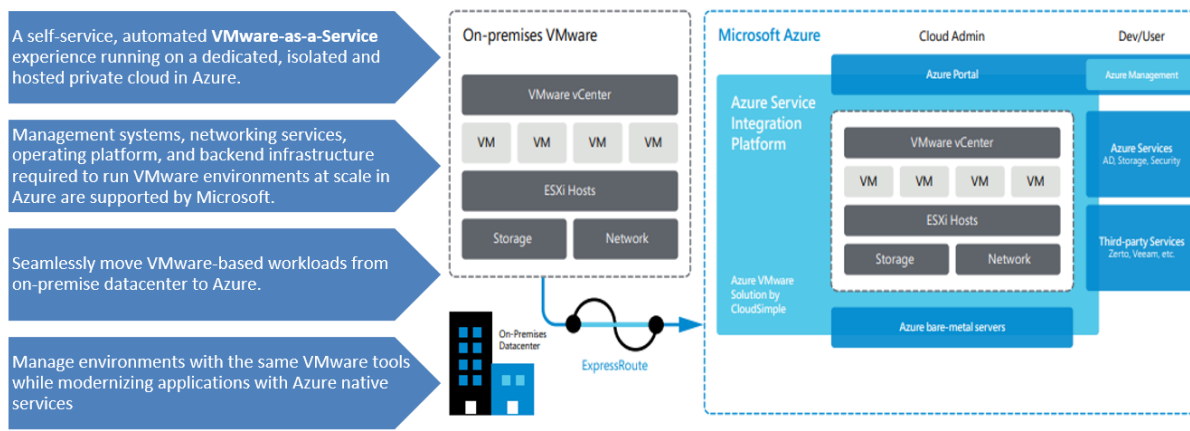 A self-service, automated VMware-as-a-Service
experience running on a dedicated, isolated and
hosted private cloud in Azure.
Management systems, networking services,
operating platform, and backend infrastructure
required to run VMware environments at scale in
Azure are supported by Microsoft.
Seamlessly move VMware-based workloads from
on-premise datacenter to Azure.
Manage environments with the same VMware tools
while modernizing applications with Azure native
services
On-premises VMware
VMware vCenter
VM VM VM VM
ESXi Hosts
Storage Network
On-Premises
Datacenter
ExpressRoute
Microsoft Azure
Cloud Admin
Dev/User
Azure Portal
Azure Management
Azure Service
Integration
Platform
VMware vCenter
VM VM VM VM
ESXi Hosts
Storage Network
Azure VMware
Solution by
CloudSimple
Azure bare-metal servers
Azure Services
AD, Storage, Security
Third-party Services
Zerto, Veeam, etc.